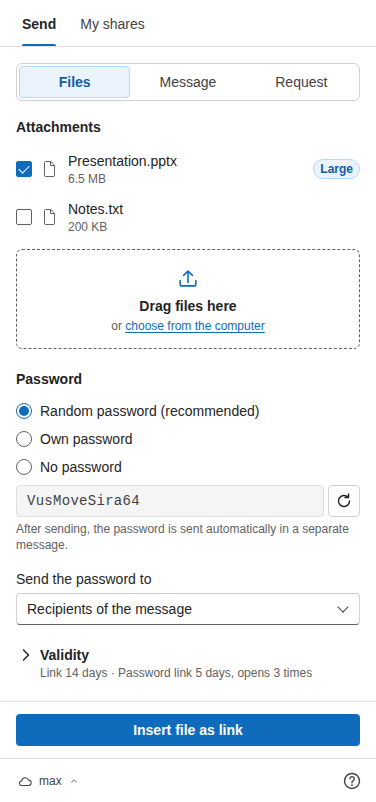 Send My shares
Files Message Request
Attachments
Presentation.pptx
6.5 MB
Large
Notes.txt
200 KB
Drag files here
or choose from the computer
Password
Random password (recommended)
Own password
No password
VusMoveSira64
After sending, the password is sent automatically in a separate
message.
Send the password to
Recipients of the message
Validity
Link 14 days · Password link 5 days, opens 3 times
Insert file as link
max